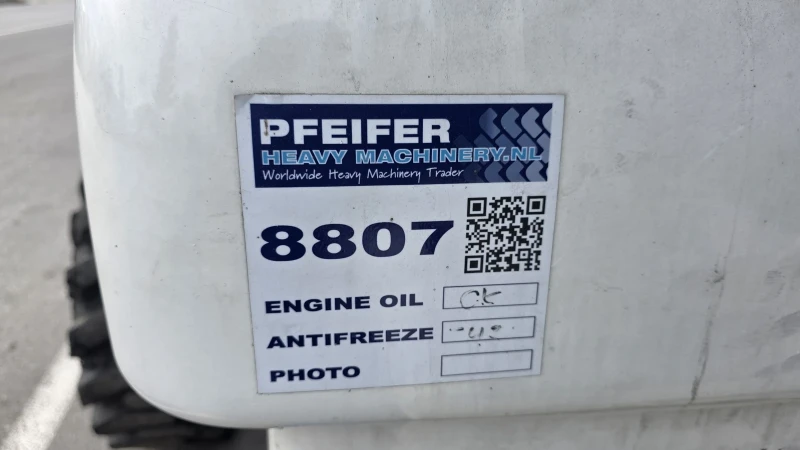 PFEIFER
HEAVY MACHINERY.NL
Worldwide Heavy Machinery Trader
8807
ENGINE OIL OK
ANTIFREEZE
PHOTO